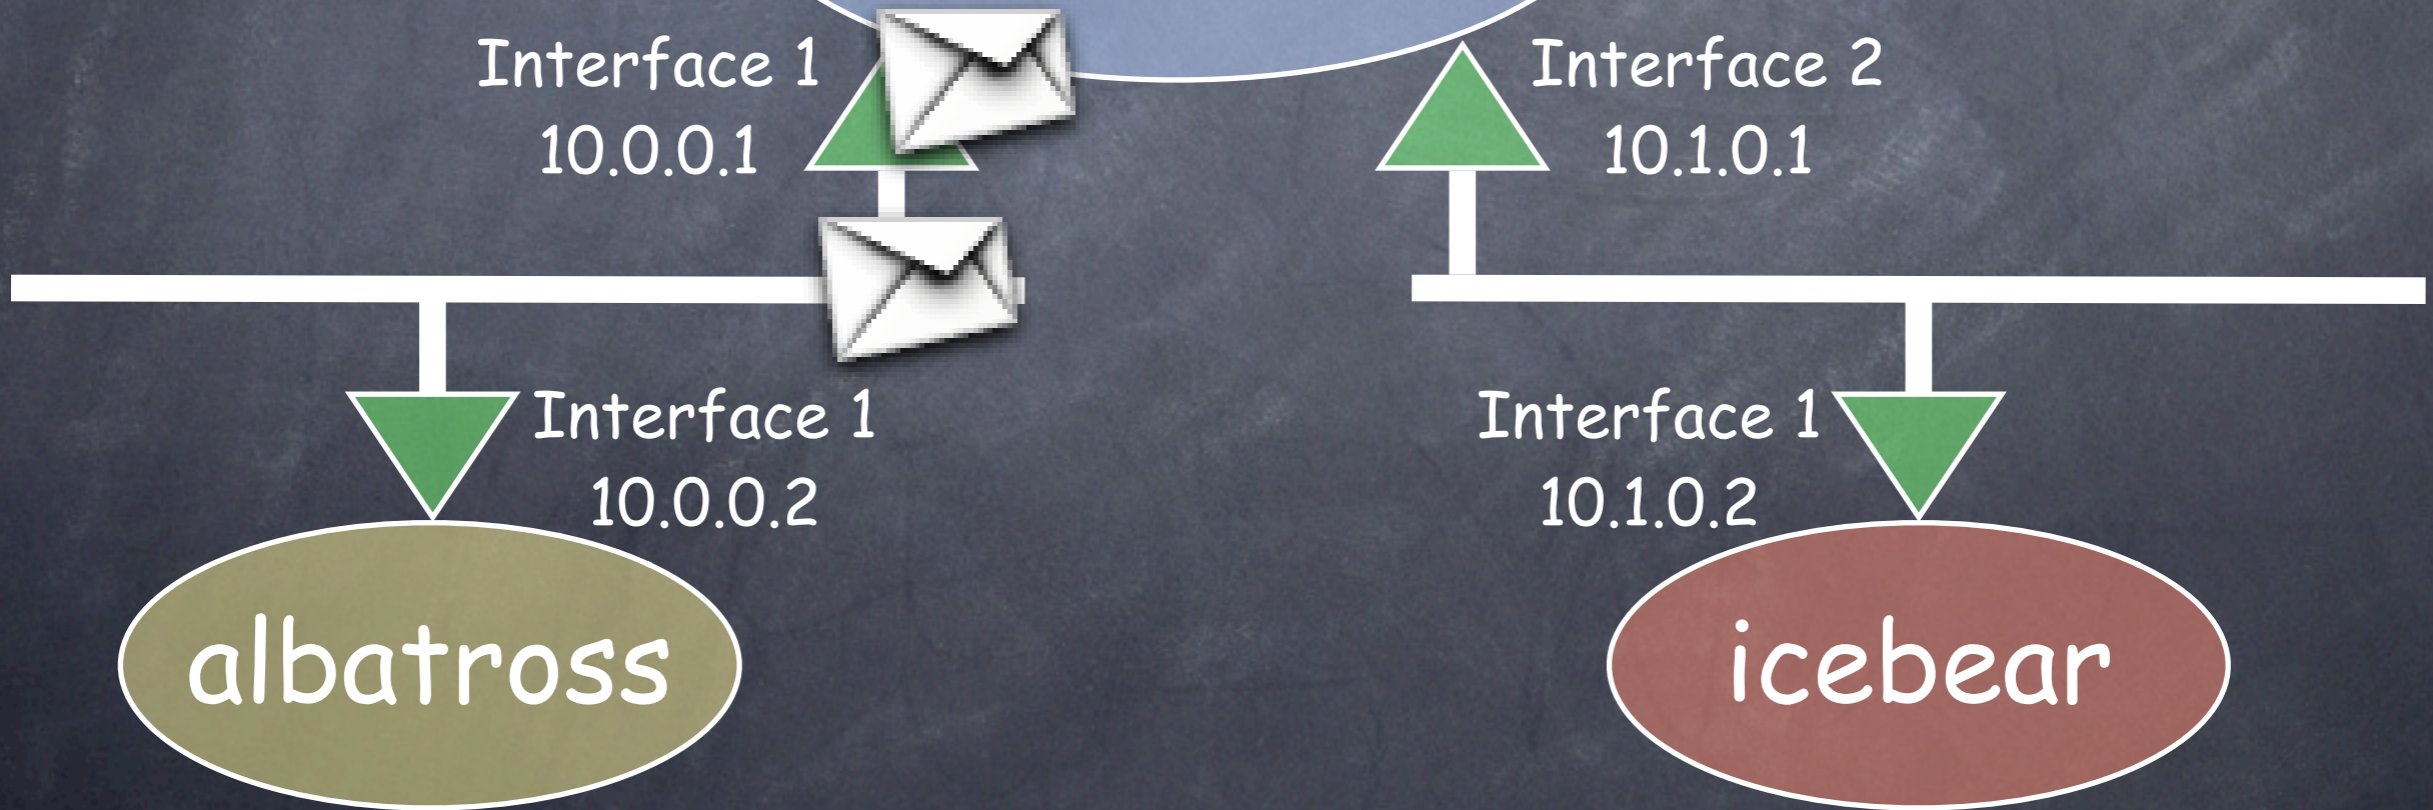 Interface 1
10.0.0.1
Interface 2
10.1.0.1
Interface 1
10.0.0.2
Interface 1
10.1.0.2
albatross
icebear